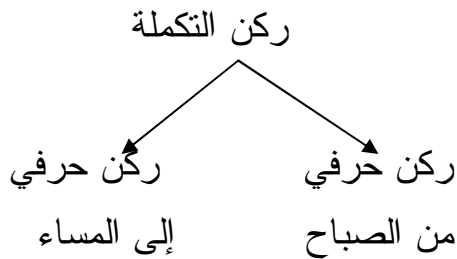 ركن التكملة
ركن حرفي ركن حرفي
من الصباح إلى المساء